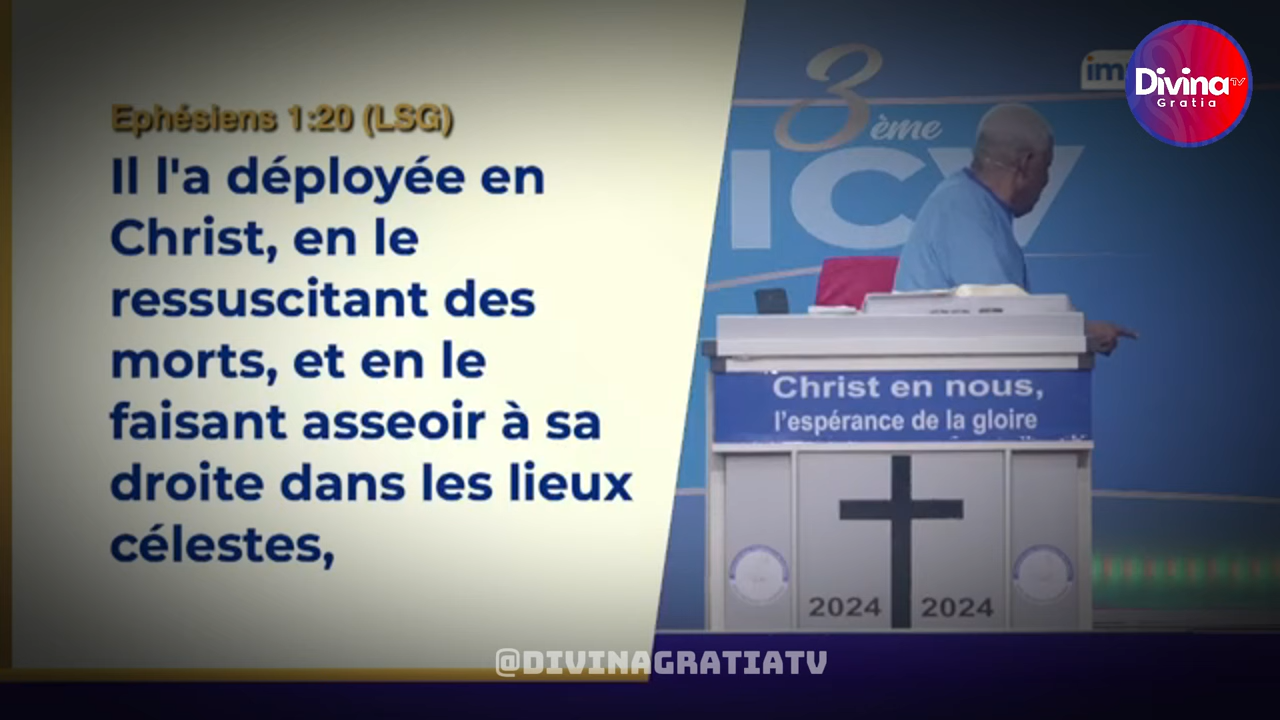 Ephésiens 1:20 (LSG)
Il l'a déployée en
Christ, en le
ressuscitant des
morts, et en le
faisant asseoir à sa
droite dans les lieux
célestes,
3ème
ICV
Divina TV
Gratia
Christ en nous,
l'espérance de la gloire
2024 2024
@DIVINAGRATIATV